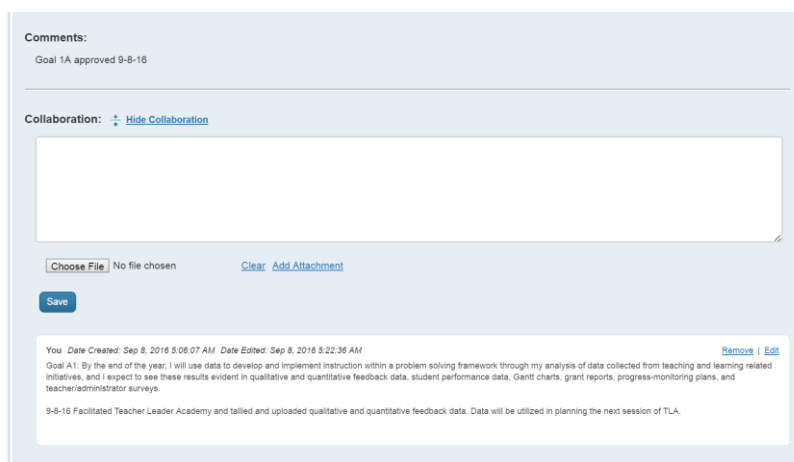 Comments:
Goal 1A approved 9-8-16
Collaboration: Hide Collaboration
Choose File No file chosen Clear Add Attachment
Save
You Date Created: Sep 8, 2016 5:06:07 AM Date Edited: Sep 8, 2016 5:22:36 AM Remove | Edit
Goal A1: By the end of the year, I will use data to develop and implement instruction within a problem solving framework through my analysis of data collected from teaching and learning related
initiatives, and I expect to see these results evident in qualitative and quantitative feedback data, student performance data, Gantt charts, grant reports, progress-monitoring plans, and
teacher/administrator surveys.
9-8-16 Facilitated Teacher Leader Academy and tallied and uploaded qualitative and quantitative feedback data. Data will be utilized in planning the next session of TLA.